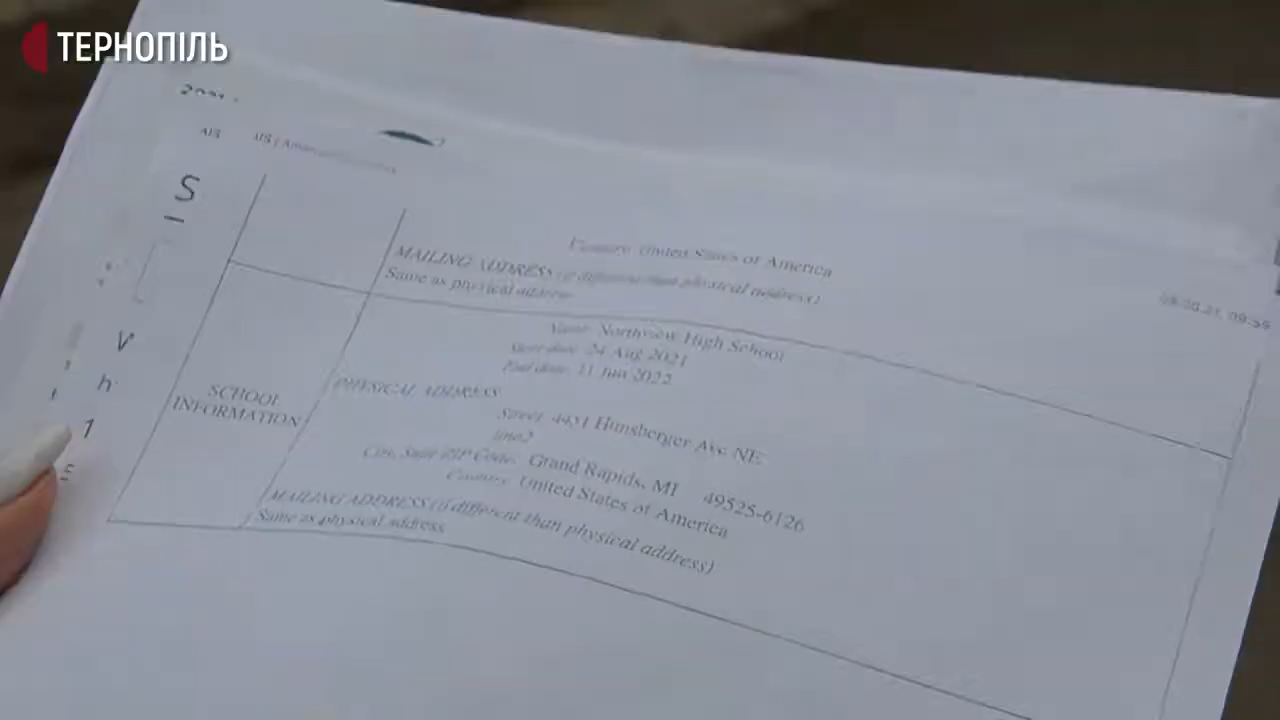 ТЕРНОПІЛЬ
AIS
S
Country: United States of America
MAILING ADDRESS (if different than physical address)
Same as physical address
Name: Northview High School
Start date: 24 Aug 2021
End date: 11 Jun 2022
SCHOOL
INFORMATION
PHYSICAL ADDRESS
Street: 4451 Hunsberger Ave NE
line2
City, State ZIP Code: Grand Rapids, MI 49525-6126
Country: United States of America
MAILING ADDRESS (if different than physical address)
Same as physical address
V
h
1
E